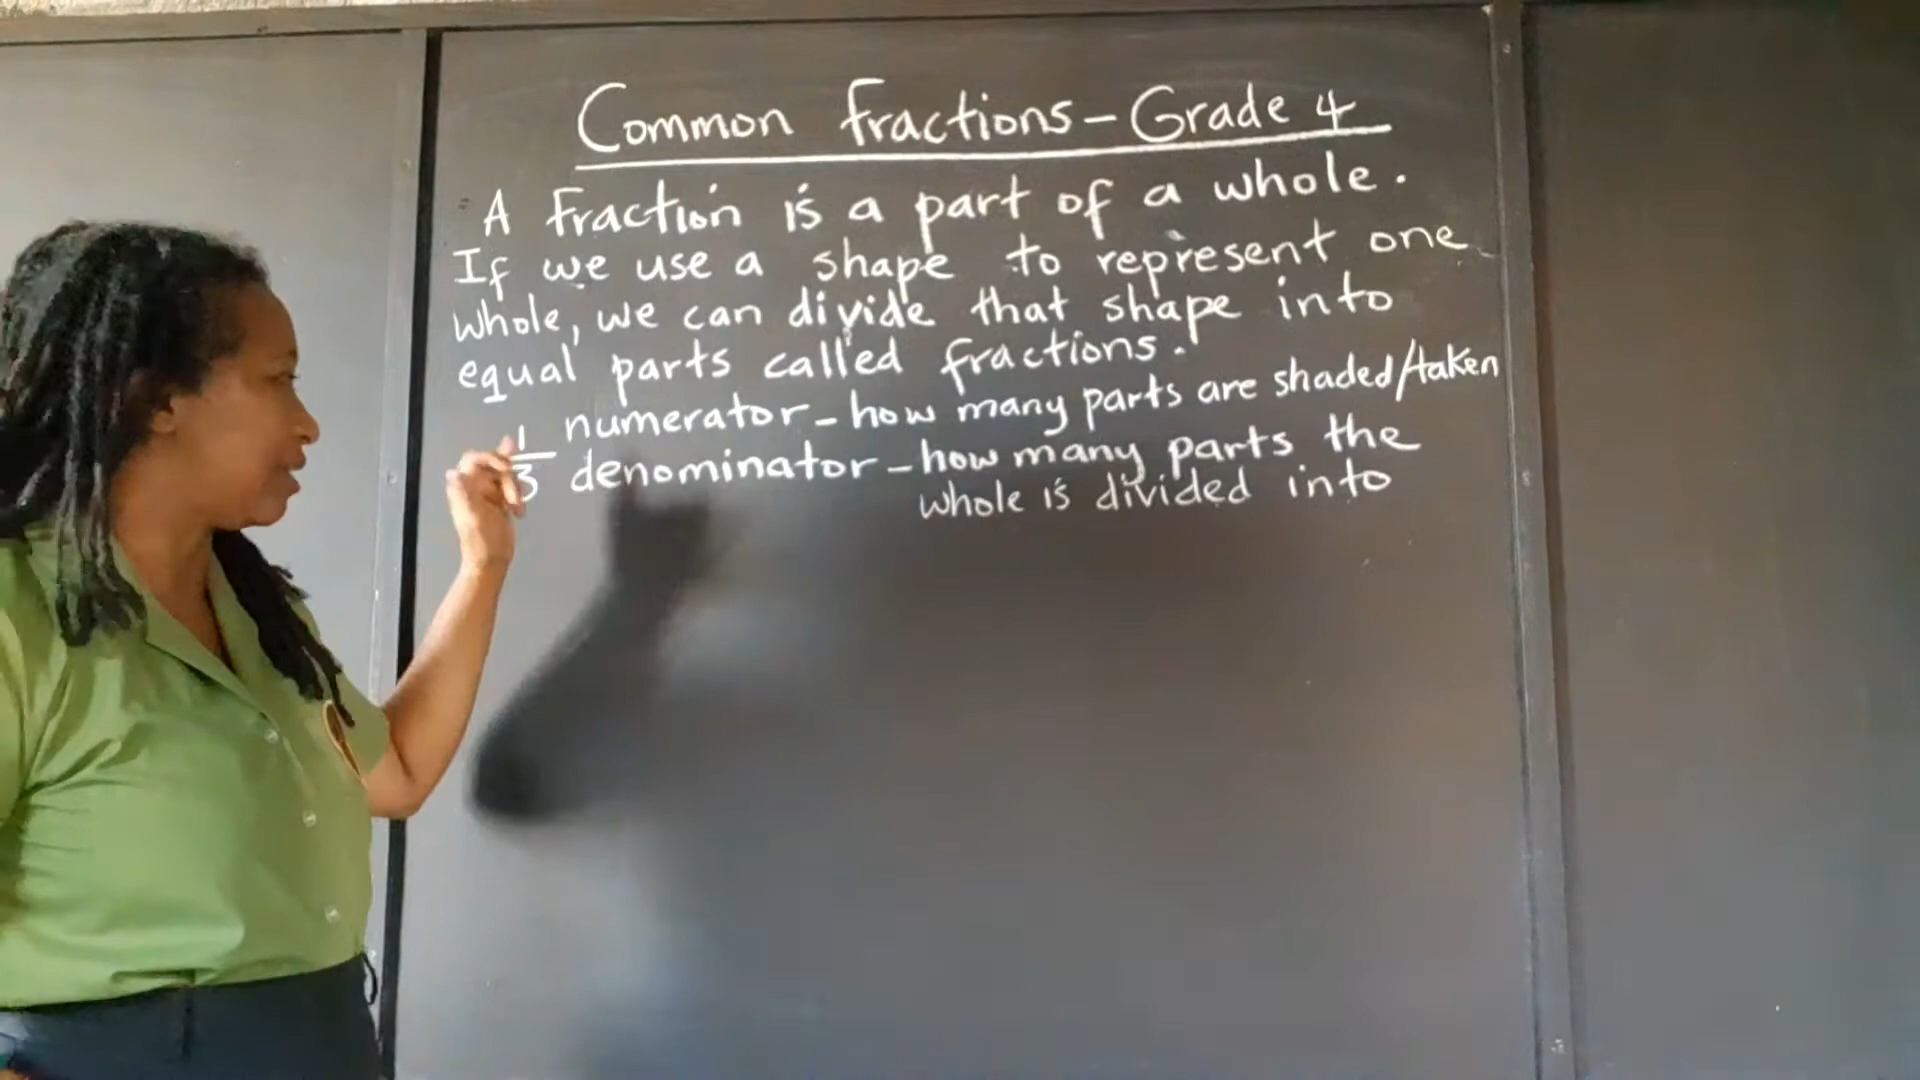 Common fractions - Grade 4
A fraction is a part of a whole.
If we use a shape to represent one
whole, we can divide that shape into
equal parts called fractions.
1/3 numerator - how many parts are shaded/taken
denominator - how many parts the
whole is divided into